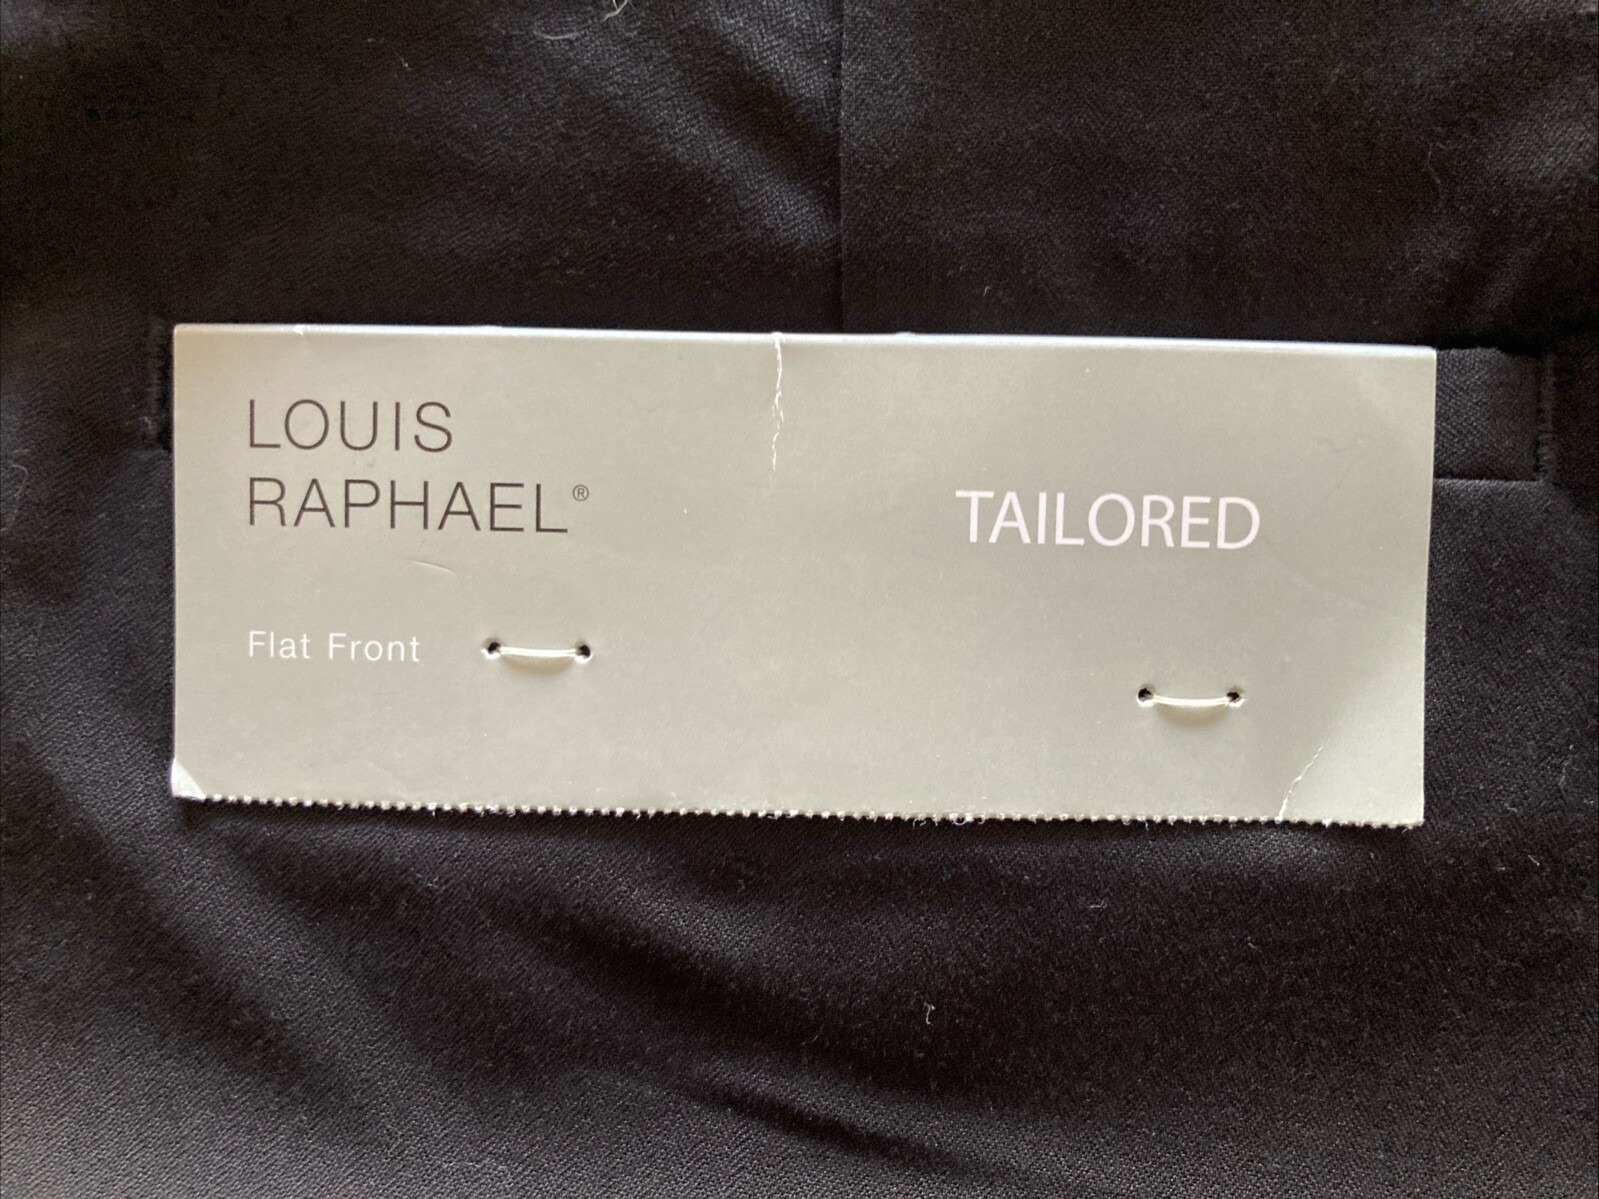 LOUIS
RAPHAEL®
TAILORED
Flat Front